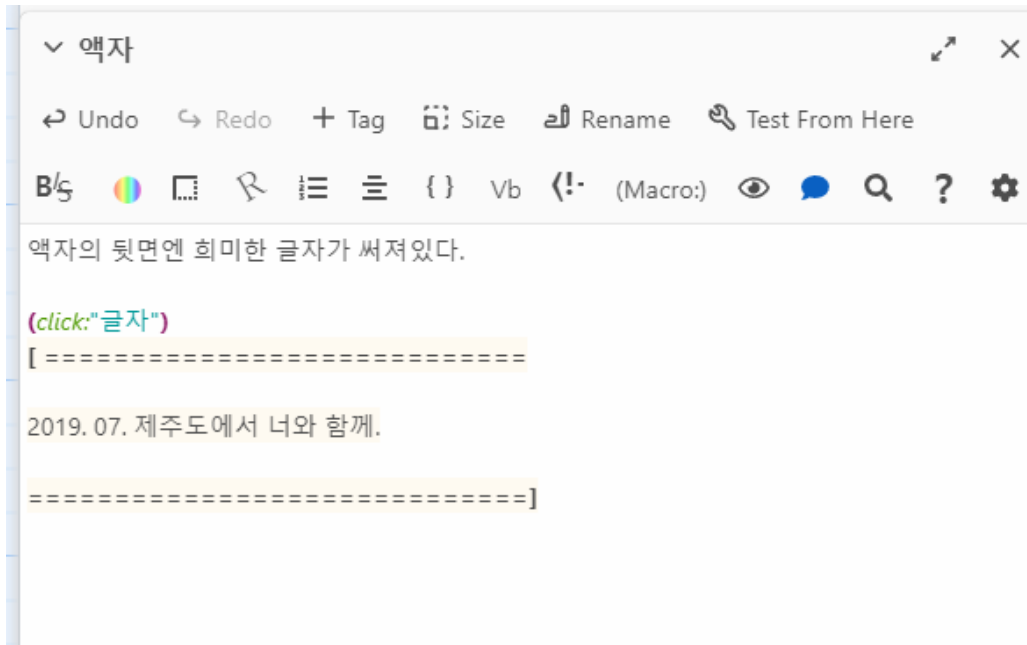 액자
Undo Redo + Tag Size Rename Test From Here
B/S R { } Vb (!- (Macro:) ?
액자의 뒷면엔 희미한 글자가 써져있다.
(click:"글자")
[ ============================
2019. 07. 제주도에서 너와 함께.
=============================]